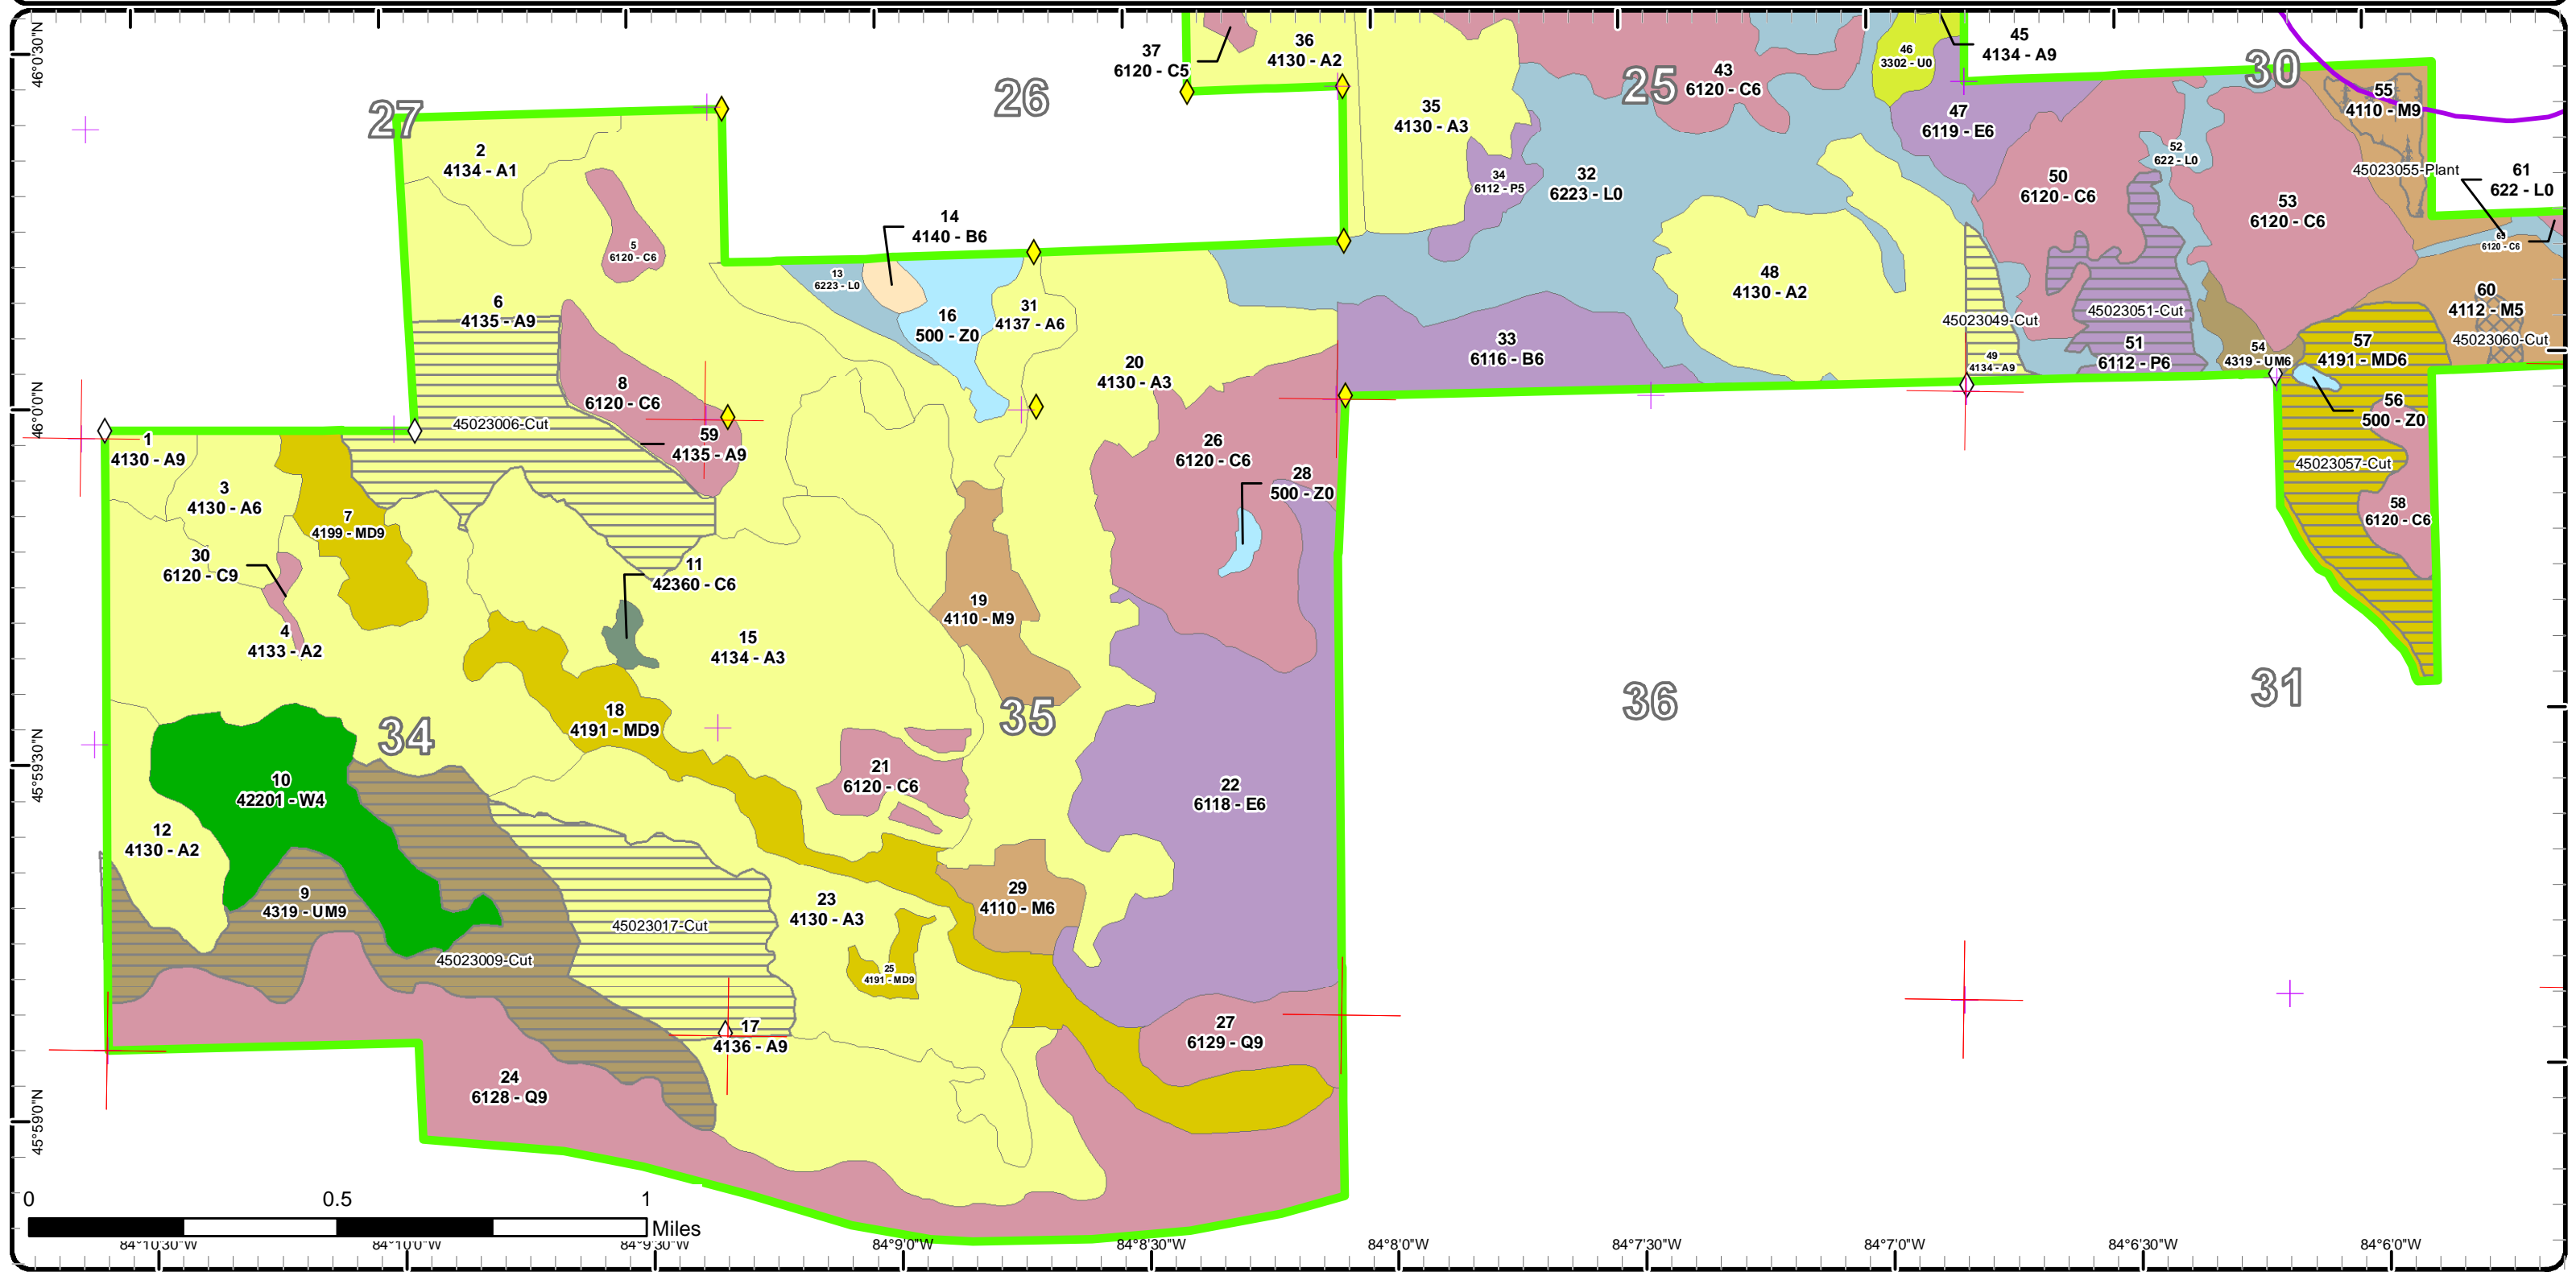 27
26
25
30
31
34
35
36
37
6120 - C5
36
4130 - A2
43
6120 - C6
46
3302 - U0
45
4134 - A9
55
4110 - M9
45023055-Plant
61
622 - L0
2
4134 - A1
35
4130 - A3
47
6119 - E6
52
622 - L0
34
6112 - P5
32
6223 - L0
50
6120 - C6
53
6120 - C6
63
6120 - C6
5
6120 - C6
14
4140 - B6
13
6223 - L0
48
4130 - A2
60
4112 - M5
45023060-Cut
6
4135 - A9
16
500 - Z0
31
4137 - A6
33
6116 - B6
45023049-Cut
45023051-Cut
49
4134 - A9
51
6112 - P6
54
4319 - UM6
57
4191 - MD6
20
4130 - A3
8
6120 - C6
45023006-Cut
59
4135 - A9
56
500 - Z0
1
4130 - A9
26
6120 - C6
28
500 - Z0
45023057-Cut
3
4130 - A6
7
4199 - MD9
58
6120 - C6
30
6120 - C9
11
42360 - C6
4
4133 - A2
15
4134 - A3
19
4110 - M9
18
4191 - MD9
10
42201 - W4
21
6120 - C6
22
6118 - E6
12
4130 - A2
9
4319 - UM9
23
4130 - A3
29
4110 - M6
45023017-Cut
45023009-Cut
25
4191 - MD9
17
4136 - A9
27
6129 - Q9
24
6128 - Q9
0 0.5 1
Miles
46°0'30"N
46°0'0"N
45°59'30"N
45°59'0"N
84°10'30"W 84°10'0"W 84°9'30"W 84°9'0"W 84°8'30"W 84°8'0"W 84°7'30"W 84°7'0"W 84°6'30"W 84°6'0"W